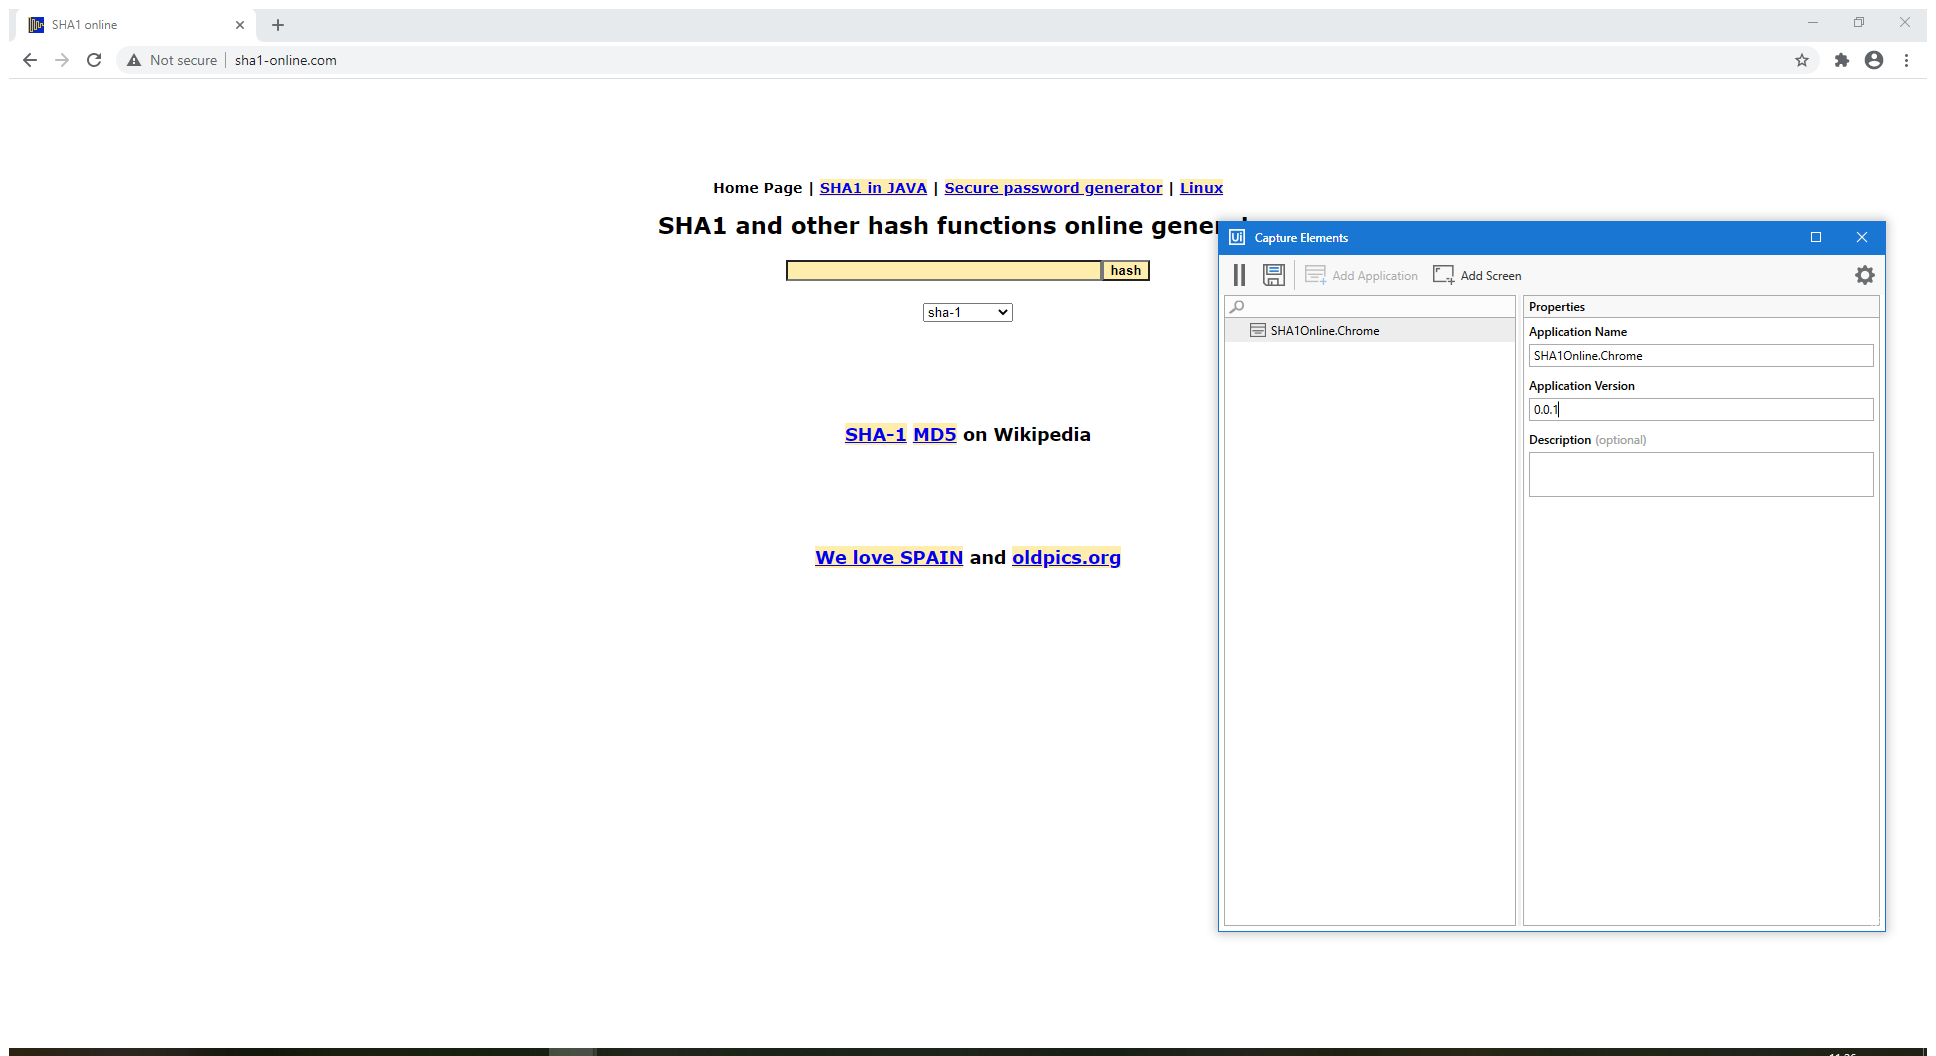 SHA1 online
Not secure
sha1-online.com
Home Page | SHA1 in JAVA | Secure password generator | Linux
SHA1 and other hash functions online
hash
sha-1
SHA-1 MD5 on Wikipedia
We love SPAIN and oldpics.org
Ui Capture Elements
Add Application
Add Screen
SHA1Online.Chrome
Properties
Application Name
SHA1Online.Chrome
Application Version
0.0.1
Description (optional)